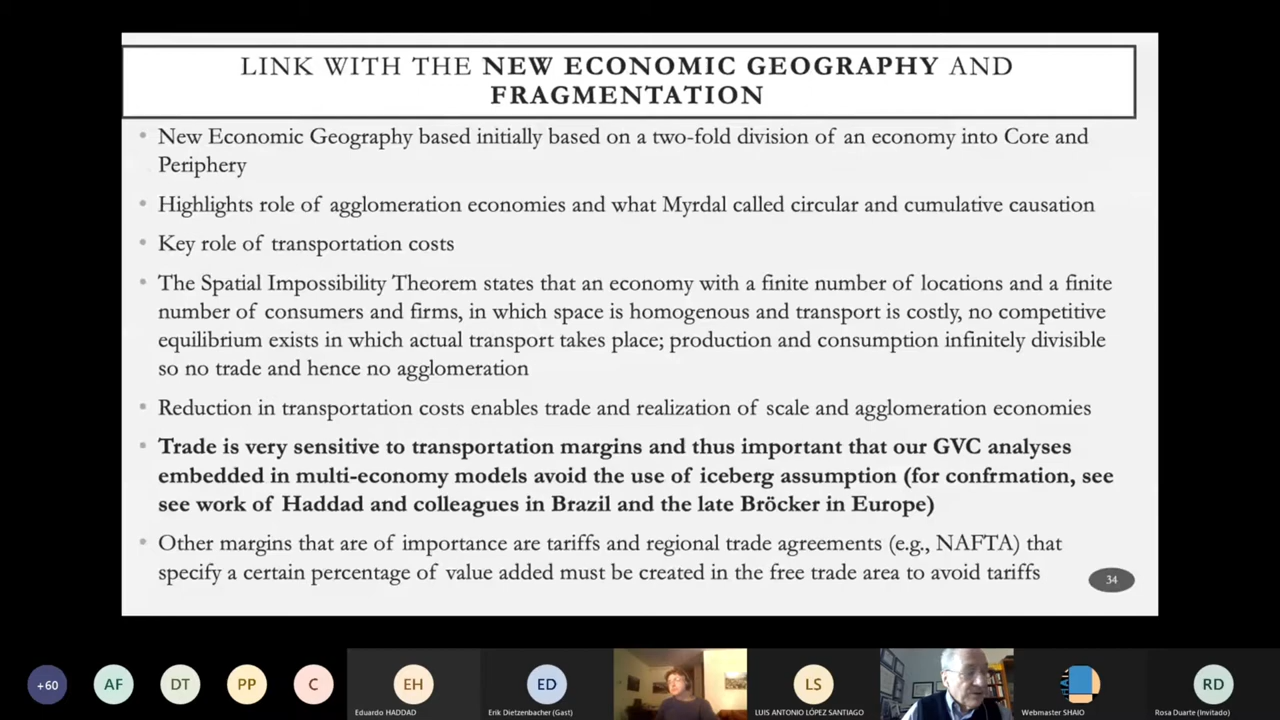 LINK WITH THE NEW ECONOMIC GEOGRAPHY AND
FRAGMENTATION
• New Economic Geography based initially based on a two-fold division of an economy into Core and
Periphery
• Highlights role of agglomeration economies and what Myrdal called circular and cumulative causation
• Key role of transportation costs
• The Spatial Impossibility Theorem states that an economy with a finite number of locations and a finite
number of consumers and firms, in which space is homogenous and transport is costly, no competitive
equilibrium exists in which actual transport takes place; production and consumption infinitely divisible
so no trade and hence no agglomeration
• Reduction in transportation costs enables trade and realization of scale and agglomeration economies
• Trade is very sensitive to transportation margins and thus important that our GVC analyses
embedded in multi-economy models avoid the use of iceberg assumption (for confrmation, see
see work of Haddad and colleagues in Brazil and the late Bröcker in Europe)
• Other margins that are of importance are tariffs and regional trade agreements (e.g., NAFTA) that
specify a certain percentage of value added must be created in the free trade area to avoid tariffs
34
+60 AF DT PP C EH ED LS RD
Eduardo HADDAD Erik Dietzenbacher (Gast) LUIS ANTONIO LÓPEZ SANTIAGO Webmaster SHAIO Rosa Duarte (Invitado)